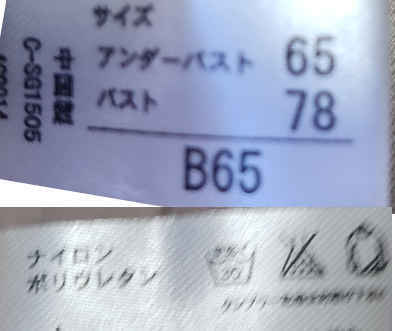 サイズ
アンダーバスト 65
バスト 78
B65
中国製
C-SG1505
ナイロン
ポリウレタン